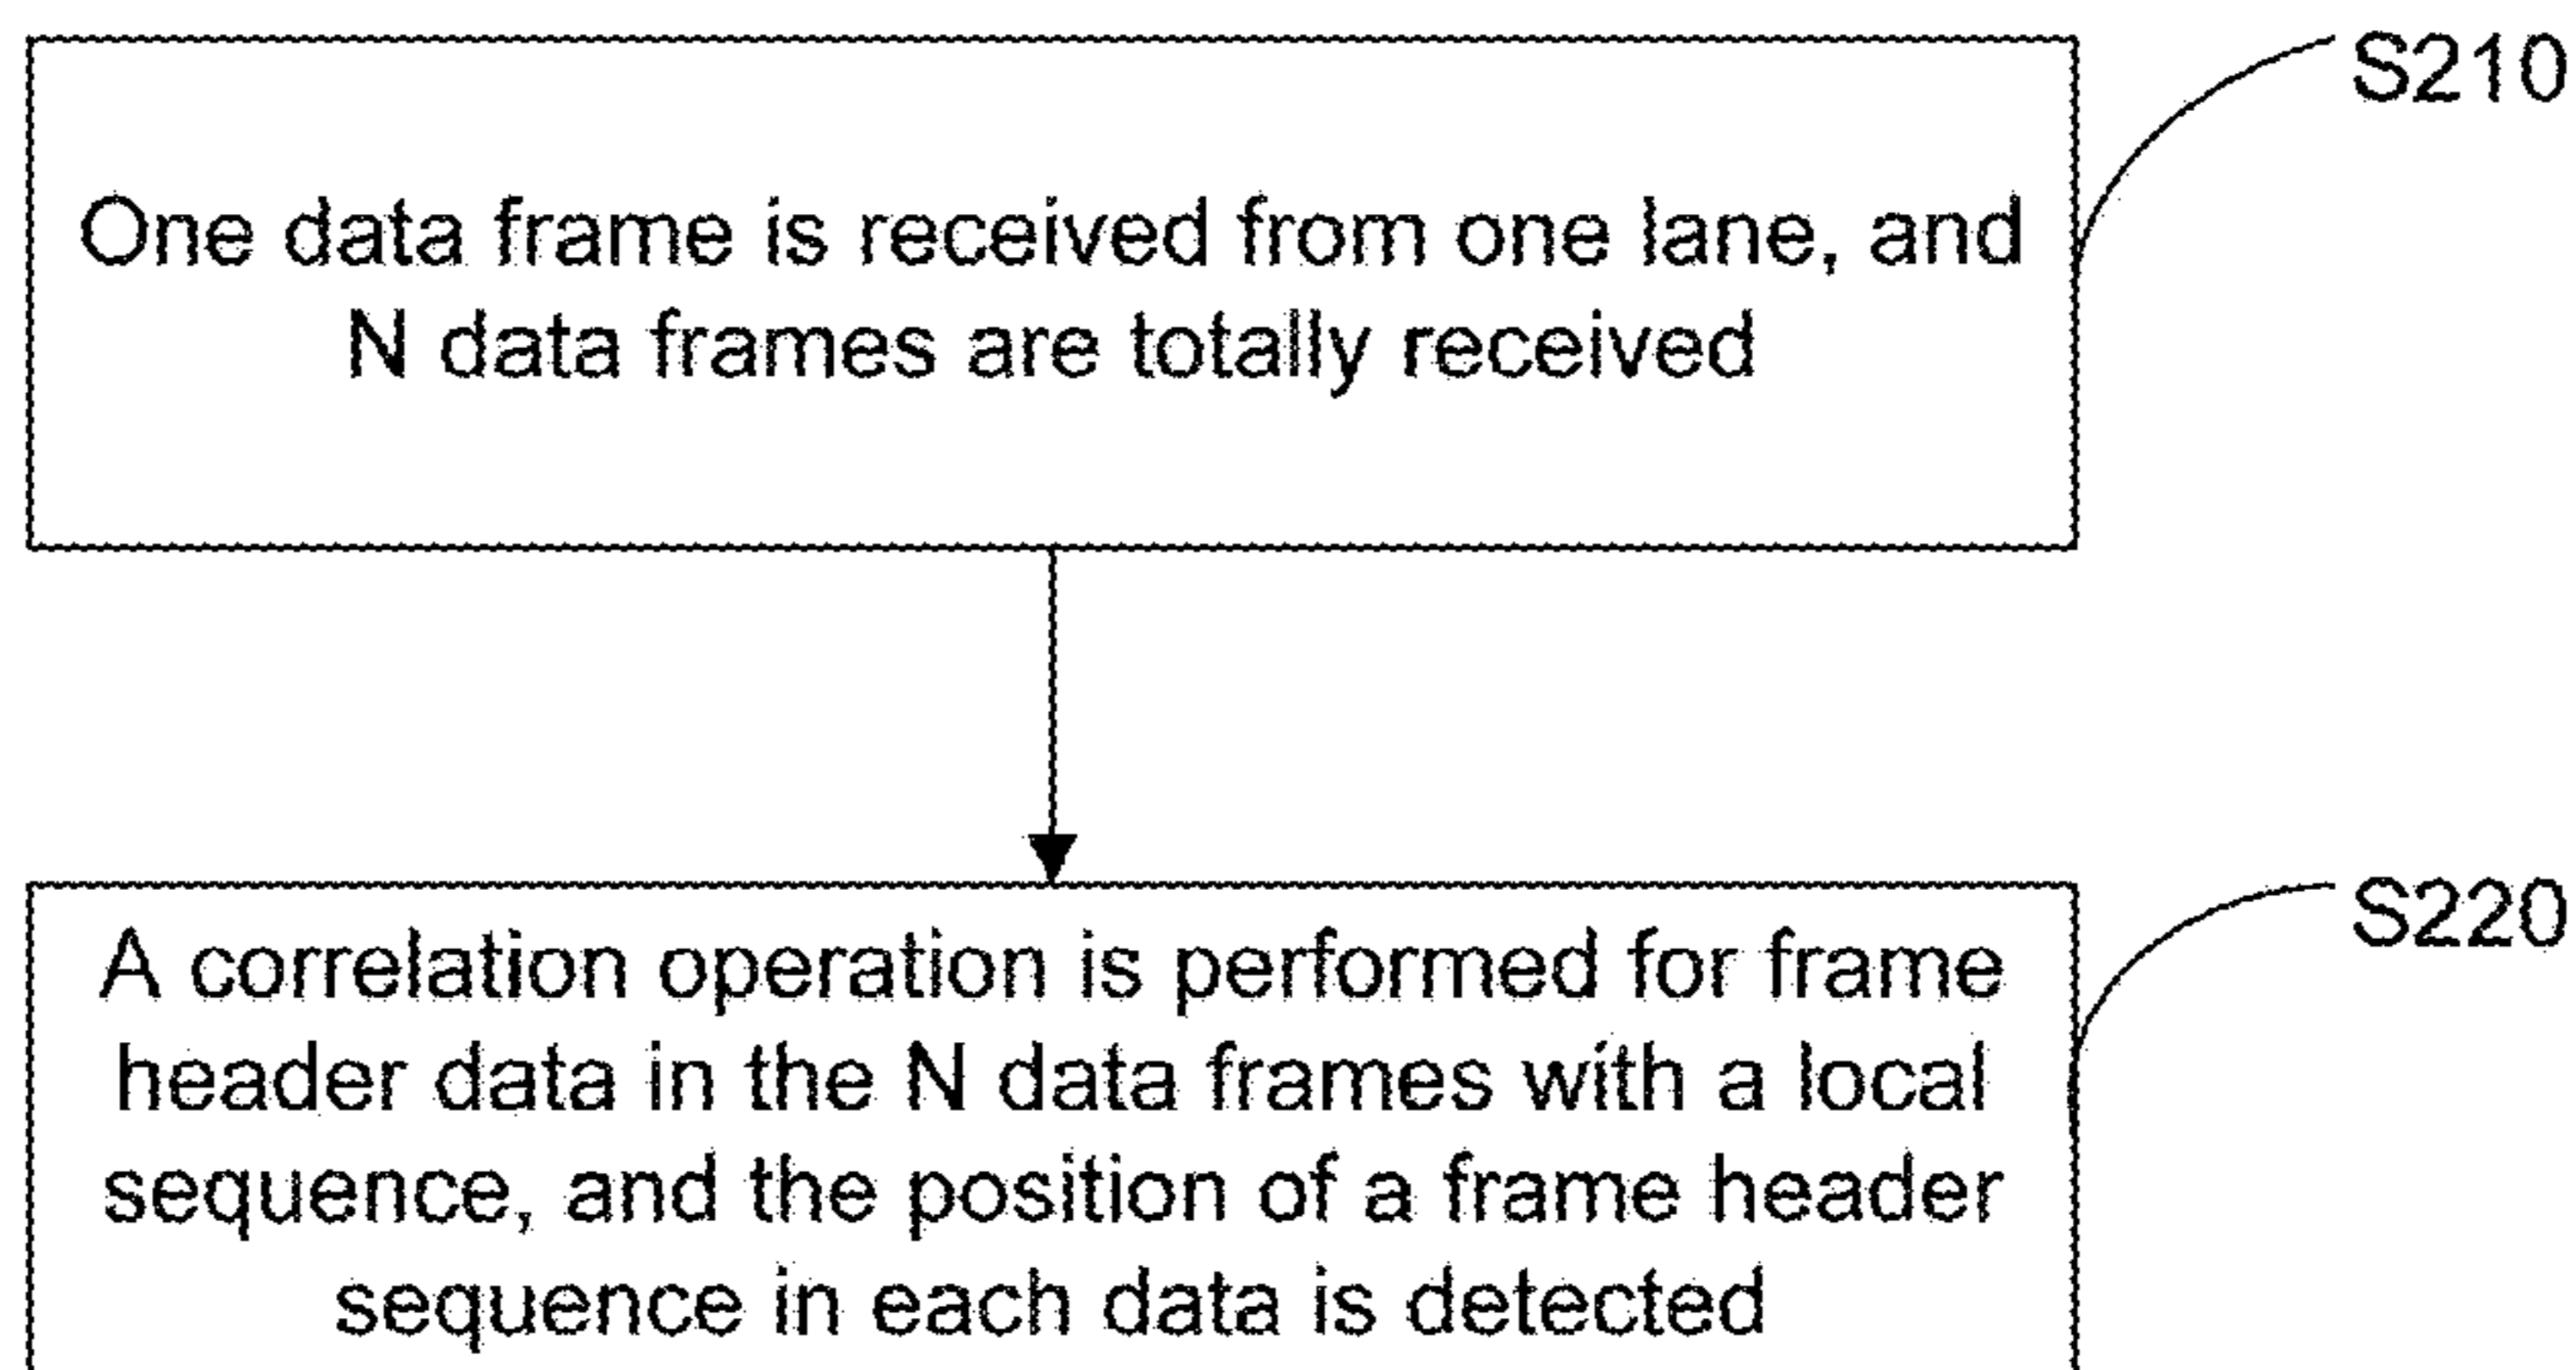 S210
One data frame is received from one lane, and
N data frames are totally received
S220
A correlation operation is performed for frame
header data in the N data frames with a local
sequence, and the position of a frame header
sequence in each data is detected